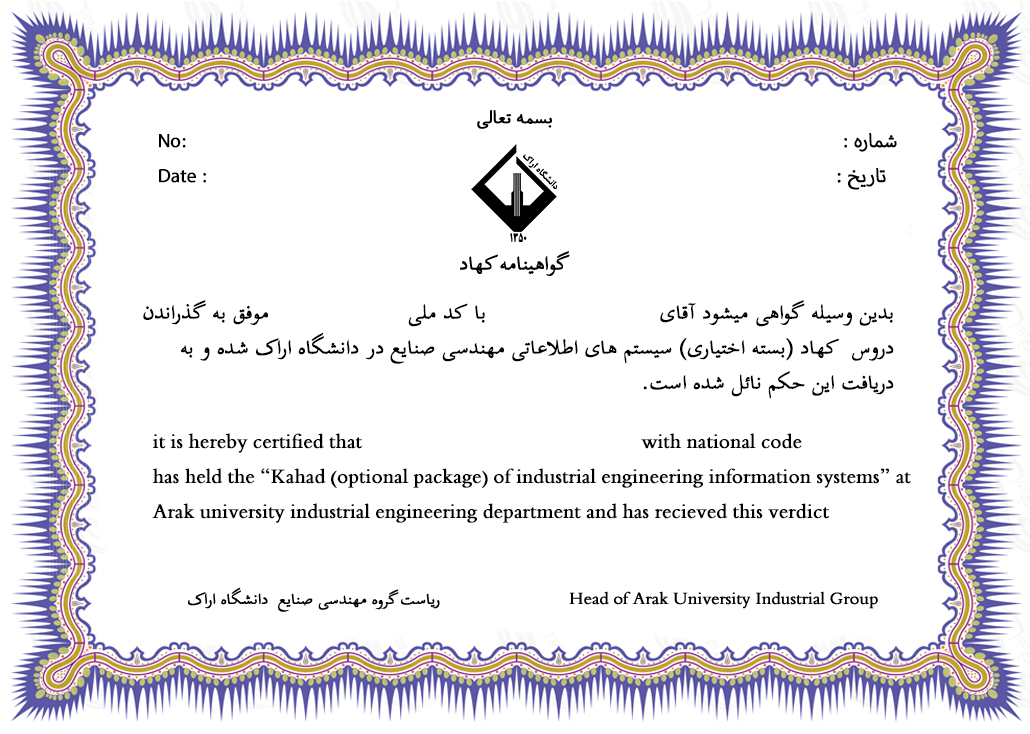 بسمه تعالی
No:
شماره :
Date :
تاریخ :
دانشگاه اراک
۱۳۵۰
گواهینامه کهاد
بدین وسیله گواهی میشود آقای با کد ملی موفق به گذراندن
دروس کهاد (بسته اختیاری) سیستم های اطلاعاتی مهندسی صنایع در دانشگاه اراک شده و به
دریافت این حکم نائل شده است.
it is hereby certified that with national code
has held the “Kahad (optional package) of industrial engineering information systems” at
Arak university industrial engineering department and has recieved this verdict
ریاست گروه مهندسی صنایع دانشگاه اراک
Head of Arak University Industrial Group